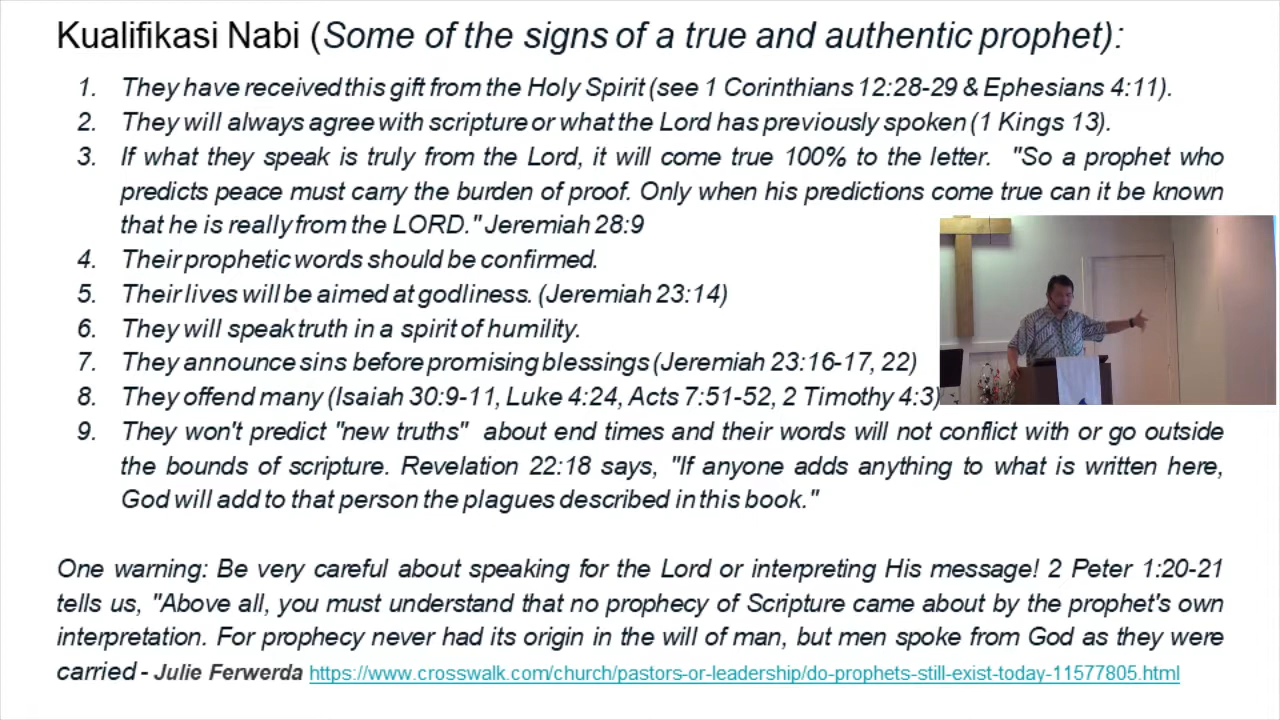 Kualifikasi Nabi (Some of the signs of a true and authentic prophet):
1. They have received this gift from the Holy Spirit (see 1 Corinthians 12:28-29 & Ephesians 4:11).
2. They will always agree with scripture or what the Lord has previously spoken (1 Kings 13).
3. If what they speak is truly from the Lord, it will come true 100% to the letter. "So a prophet who
predicts peace must carry the burden of proof. Only when his predictions come true can it be known
that he is really from the LORD." Jeremiah 28:9
4. Their prophetic words should be confirmed.
5. Their lives will be aimed at godliness. (Jeremiah 23:14)
6. They will speak truth in a spirit of humility.
7. They announce sins before promising blessings (Jeremiah 23:16-17, 22)
8. They offend many (Isaiah 30:9-11, Luke 4:24, Acts 7:51-52, 2 Timothy 4:3)
9. They won't predict "new truths" about end times and their words will not conflict with or go outside
the bounds of scripture. Revelation 22:18 says, "If anyone adds anything to what is written here,
God will add to that person the plagues described in this book."
One warning: Be very careful about speaking for the Lord or interpreting His message! 2 Peter 1:20-21
tells us, "Above all, you must understand that no prophecy of Scripture came about by the prophet's own
interpretation. For prophecy never had its origin in the will of man, but men spoke from God as they were
carried - Julie Ferwerda https://www.crosswalk.com/church/pastors-or-leadership/do-prophets-still-exist-today-11577805.html